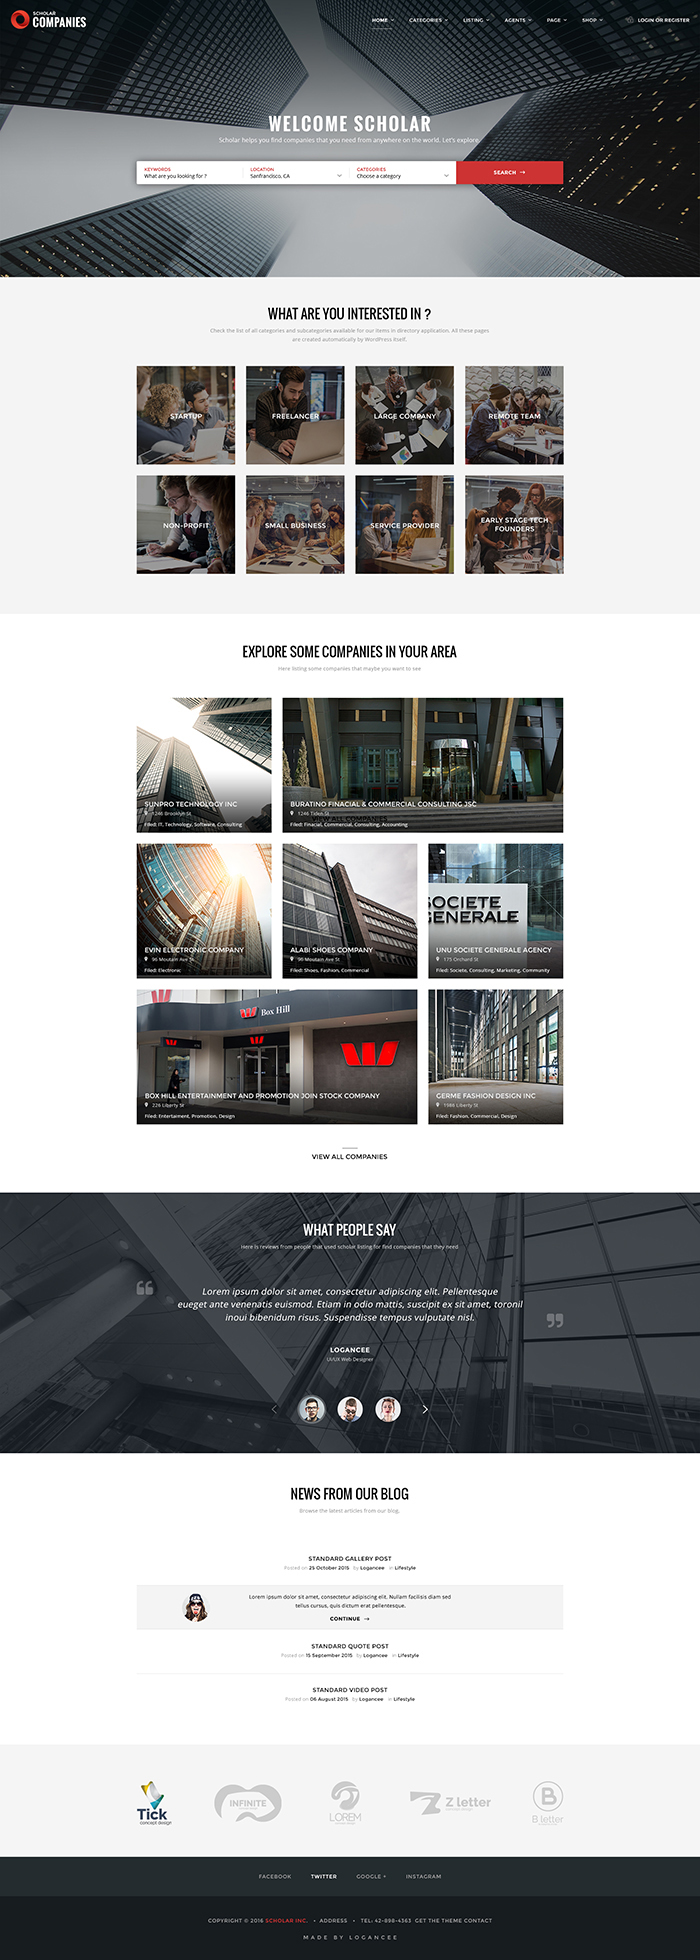 SCHOLAR
COMPANIES
HOME CATEGORIES LISTING AGENTS PAGE SHOP LOGIN OR REGISTER
WELCOME SCHOLAR
Scholar helps you find companies that you need from anywhere on the world. Let's explore
KEYWORDS LOCATION CATEGORIES
What are you looking for ? Sanfrancisco, CA Choose a category
SEARCH →
WHAT ARE YOU INTERESTED IN ?
Check the list of all categories and subcategories available for our items in directory application. All these pages
are created automatically by WordPress itself.
STARTUP FREELANCER LARGE COMPANY REMOTE TEAM
NON-PROFIT SMALL BUSINESS SERVICE PROVIDER EARLY STAGE TECH
FOUNDERS
EXPLORE SOME COMPANIES IN YOUR AREA
Here listing some companies that maybe you want to see
SUNPRO TECHNOLOGY INC
1246 Brooklyn St
Filed: IT, Technology, Software, Consulting
BURATINO FINACIAL & COMMERCIAL CONSULTING JSC
1246 Tiden St
VIEW ALL COMPANIES
Filed: Finacial, Commercial, Consulting, Accounting
EVIN ELECTRONIC COMPANY
96 Moutain Ave St
Filed: Electronic
ALABI SHOES COMPANY
96 Moutain Ave St
Filed: Shoes, Fashion, Commercial
SOCIETE
GENERALE
UNU SOCIETE GENERALE AGENCY
175 Orchard St
Filed: Societe, Consulting, Marketing, Community
Box Hill
BOX HILL ENTERTAINMENT AND PROMOTION JOIN STOCK COMPANY
226 Liberty St
Filed: Entertaiment, Promotion, Design
GERME FASHION DESIGN INC
1988 Liberty St
Filed: Fashion, Commercial, Design
VIEW ALL COMPANIES
WHAT PEOPLE SAY
Here is reviews from people that used scholar listing for find companies that they need
Lorem ipsum dolor sit amet, consectetur adipiscing elit. Pellentesque
eueget ante venenatis euismod. Etiam in odio mattis, suscipit ex sit amet, toronil
inoui bibendum risus. Suspendisse tempus vulputate nisl.
LOGANCEE
UI/UX Web Designer
NEWS FROM OUR BLOG
Browse the latest articles from our blog.
STANDARD GALLERY POST
Posted on 25 October 2015 by Logancee in Lifestyle
Lorem ipsum dolor sit amet, consectetur adipiscing elit. Nullam facilisis diam sed
tellus cursus, quis dictum erat pellentesque.
CONTINUE →
STANDARD QUOTE POST
Posted on 15 September 2015 by Logancee in Lifestyle
STANDARD VIDEO POST
Posted on 06 August 2015 by Logancee in Lifestyle
Tick
concept design
INFINITE
LOREM
Z letter
B
B letter
FACEBOOK TWITTER GOOGLE + INSTAGRAM
COPYRIGHT © 2016 SCHOLAR INC. • ADDRESS • TEL: 42-898-4363 GET THE THEME CONTACT
MADE BY LOGANCEE